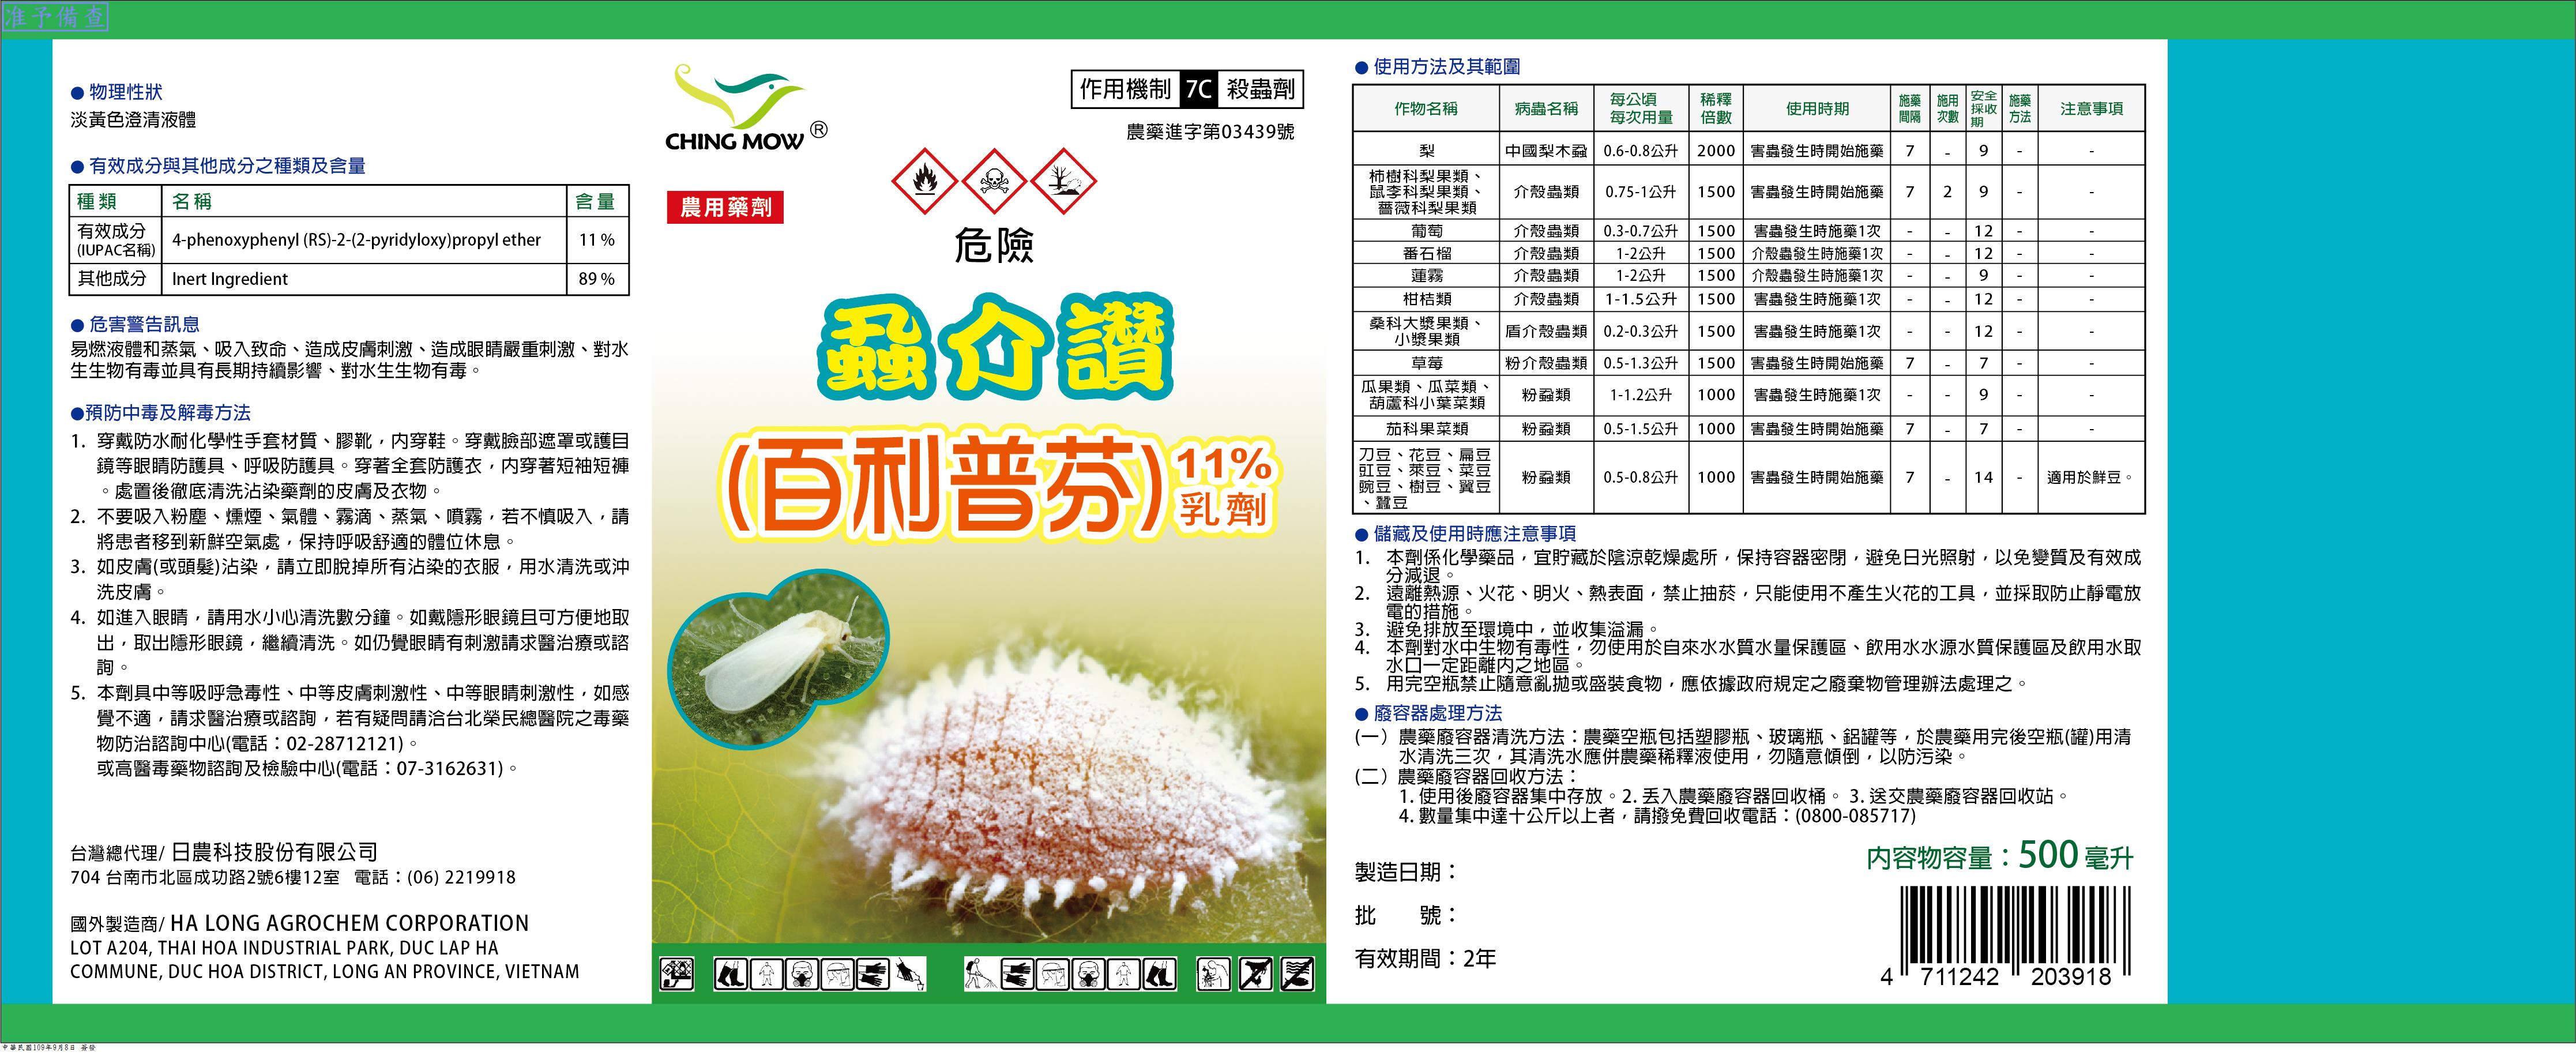 准予備查
● 物理性狀
淡黃色澄清液體
● 有效成分與其他成分之種類及含量
種類 名稱 含量
有效成分
(IUPAC名稱) 4-phenoxyphenyl (RS)-2-(2-pyridyloxy)propyl ether 11 %
其他成分 Inert Ingredient 89 %
● 危害警告訊息
易燃液體和蒸氣、吸入致命、造成皮膚刺激、造成眼睛嚴重刺激、對水
生生物有毒並具有長期持續影響、對水生生物有毒。
●預防中毒及解毒方法
1. 穿戴防水耐化學性手套材質、膠靴，內穿鞋。穿戴臉部遮罩或護目
鏡等眼睛防護具、呼吸防護具。穿著全套防護衣，內穿著短袖短褲
。處置後徹底清洗沾染藥劑的皮膚及衣物。
2. 不要吸入粉塵、燻煙、氣體、霧滴、蒸氣、噴霧，若不慎吸入，請
將患者移到新鮮空氣處，保持呼吸舒適的體位休息。
3. 如皮膚(或頭髮)沾染，請立即脫掉所有沾染的衣服，用水清洗或沖
洗皮膚。
4. 如進入眼睛，請用水小心清洗數分鐘。如戴隱形眼鏡且可方便地取
出，取出隱形眼鏡，繼續清洗。如仍覺眼睛有刺激請求醫治療或諮
詢。
5. 本劑具中等吸呼急毒性、中等皮膚刺激性、中等眼睛刺激性，如感
覺不適，請求醫治療或諮詢，若有疑問請洽台北榮民總醫院之毒藥
物防治諮詢中心(電話：02-28712121)。
或高醫毒藥物諮詢及檢驗中心(電話：07-3162631)。
台灣總代理/ 日農科技股份有限公司
704 台南市北區成功路2號6樓12室 電話：(06) 2219918
國外製造商/ HA LONG AGROCHEM CORPORATION
LOT A204, THAI HOA INDUSTRIAL PARK, DUC LAP HA
COMMUNE, DUC HOA DISTRICT, LONG AN PROVINCE, VIETNAM
CHING MOW ®
作用機制 7C 殺蟲劑
農藥進字第03439號
農用藥劑
危險
蝨介讚
(百利普芬) 11%
乳劑
● 使用方法及其範圍
作物名稱 病蟲名稱 每公頃每次用量 稀釋倍數 使用時期 施藥間隔 施用次數 安全採收期 施藥方法 注意事項
梨 中國梨木蝨 0.6-0.8公升 2000 害蟲發生時開始施藥 7 - 9 - -
柿樹科梨果類、
鼠李科梨果類、
薔薇科梨果類 介殼蟲類 0.75-1公升 1500 害蟲發生時開始施藥 7 2 9 - -
葡萄 介殼蟲類 0.3-0.7公升 1500 害蟲發生時施藥1次 - - 12 - -
番石榴 介殼蟲類 1-2公升 1500 介殼蟲發生時施藥1次 - - 12 - -
蓮霧 介殼蟲類 1-2公升 1500 介殼蟲發生時施藥1次 - - 9 - -
柑桔類 介殼蟲類 1-1.5公升 1500 害蟲發生時施藥1次 - - 12 - -
桑科大漿果類、
小漿果類 盾介殼蟲類 0.2-0.3公升 1500 害蟲發生時施藥1次 - - 12 - -
草莓 粉介殼蟲類 0.5-1.3公升 1500 害蟲發生時開始施藥 7 - 7 - -
瓜果類、瓜菜類、
葫蘆科小葉菜類 粉蝨類 1-1.2公升 1000 害蟲發生時施藥1次 - - 9 - -
茄科果菜類 粉蝨類 0.5-1.5公升 1000 害蟲發生時開始施藥 7 - 7 - -
刀豆、花豆、扁豆
豇豆、萊豆、菜豆
豌豆、樹豆、翼豆
、蠶豆 粉蝨類 0.5-0.8公升 1000 害蟲發生時開始施藥 7 - 14 - 適用於鮮豆。
● 儲藏及使用時應注意事項
1. 本劑係化學藥品，宜貯藏於陰涼乾燥處所，保持容器密閉，避免日光照射，以免變質及有效成
分減退。
2. 遠離熱源、火花、明火、熱表面，禁止抽菸，只能使用不產生火花的工具，並採取防止靜電放
電的措施。
3. 避免排放至環境中，並收集溢漏。
4. 本劑對水中生物有毒性，勿使用於自來水水質水量保護區、飲用水水源水質保護區及飲用水取
水口一定距離內之地區。
5. 用完空瓶禁止隨意亂拋或盛裝食物，應依據政府規定之廢棄物管理辦法處理之。
● 廢容器處理方法
(一）農藥廢容器清洗方法：農藥空瓶包括塑膠瓶、玻璃瓶、鋁罐等，於農藥用完後空瓶(罐)用清
水清洗三次，其清洗水應併農藥稀釋液使用，勿隨意傾倒，以防污染。
(二）農藥廢容器回收方法：
1. 使用後廢容器集中存放。2. 丟入農藥廢容器回收桶。 3. 送交農藥廢容器回收站。
4. 數量集中達十公斤以上者，請撥免費回收電話：(0800-085717)
內容物容量：500 毫升
製造日期：
批 號：
有效期間：2年
4 711242 203918
中華民國109年9月8日 簽發